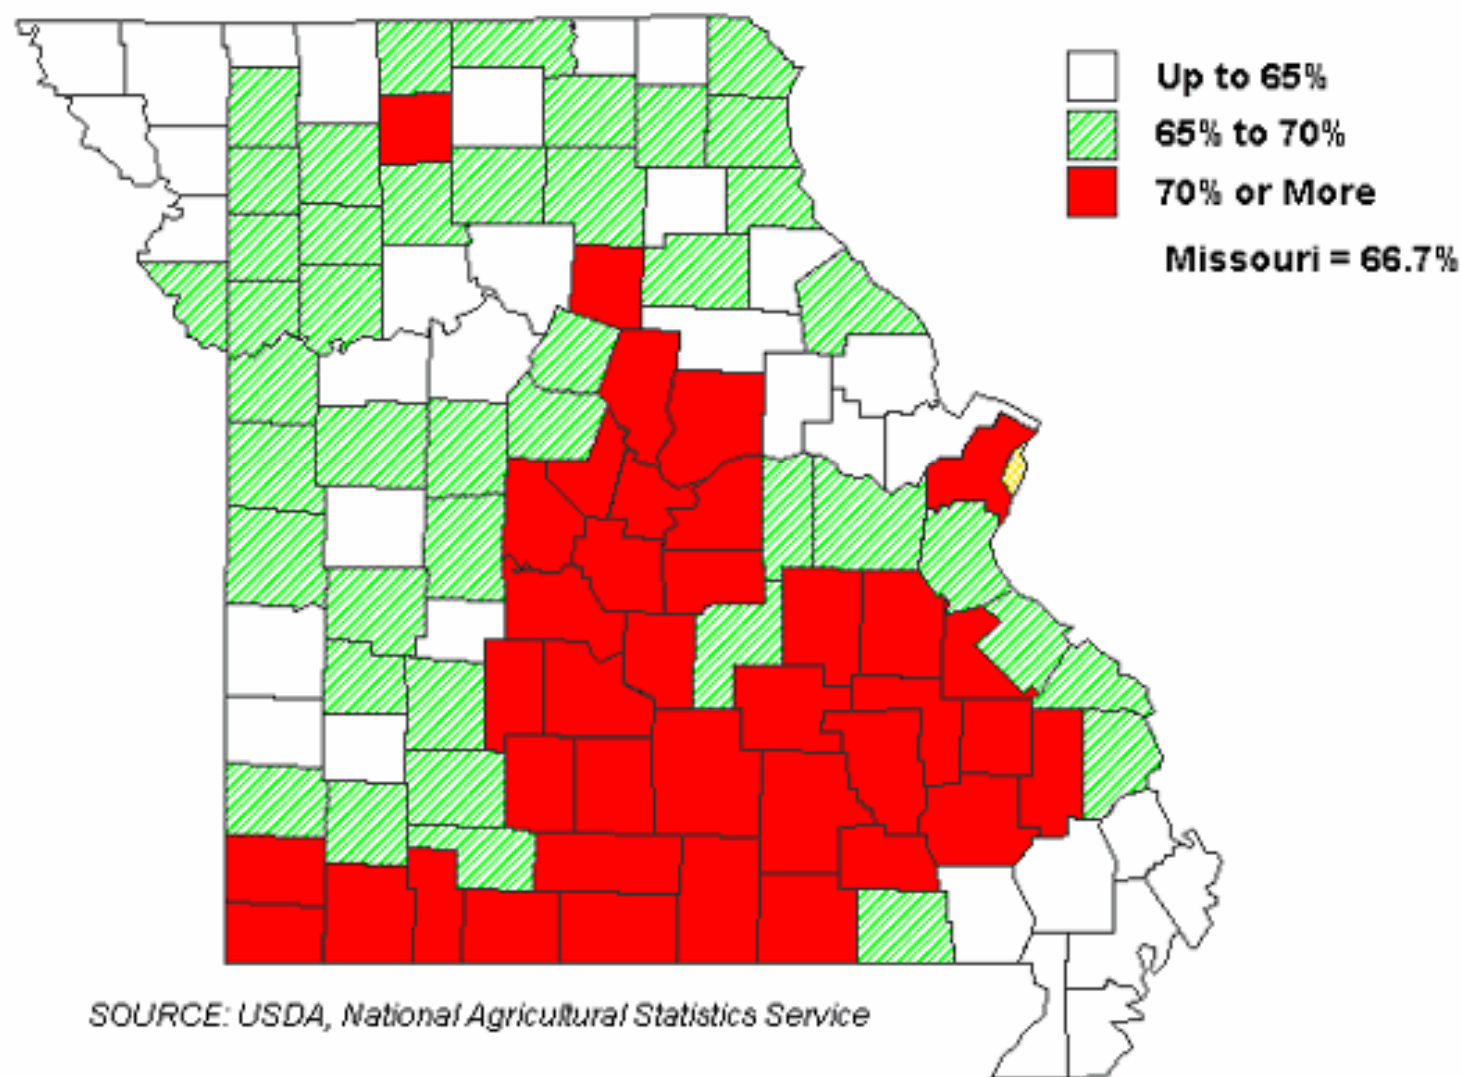 Up to 65%
65% to 70%
70% or More
Missouri = 66.7%
SOURCE: USDA, National Agricultural Statistics Service